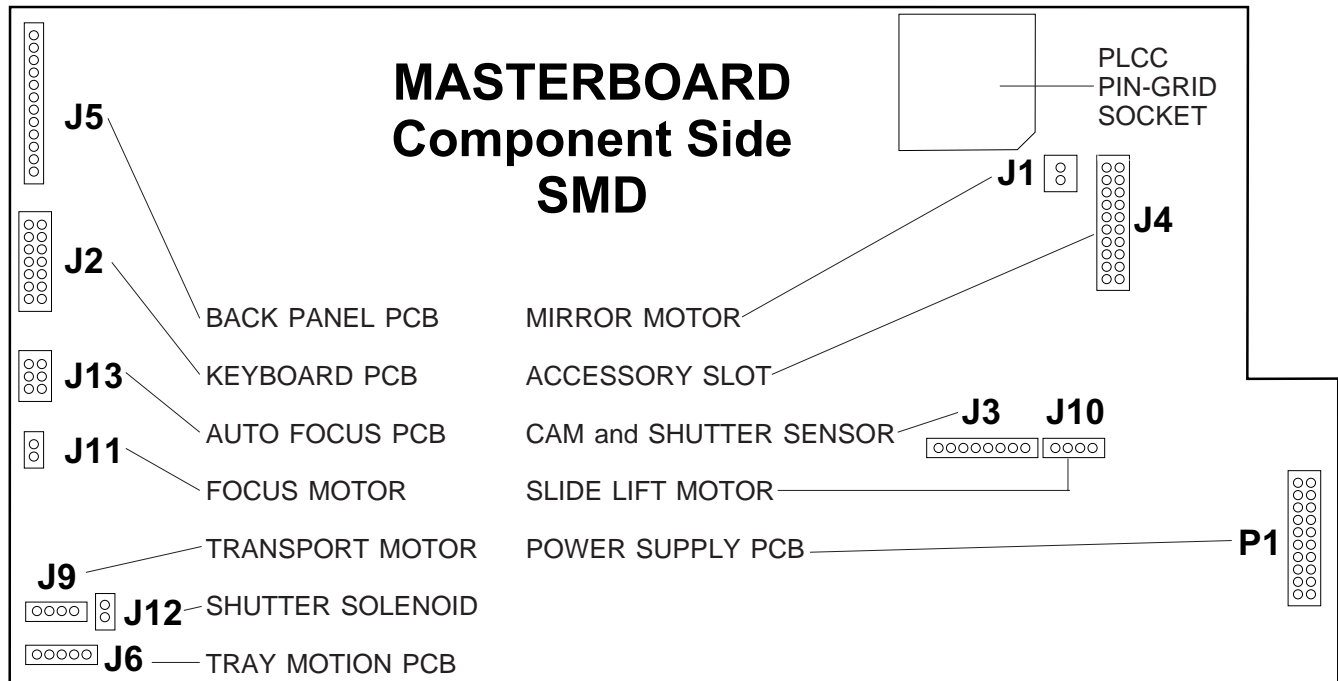 MASTERBOARD
Component Side
SMD
PLCC
PIN-GRID
SOCKET
J5
J1
J4
J2
BACK PANEL PCB
MIRROR MOTOR
J13
KEYBOARD PCB
ACCESSORY SLOT
J3
J10
J11
AUTO FOCUS PCB
CAM and SHUTTER SENSOR
FOCUS MOTOR
SLIDE LIFT MOTOR
TRANSPORT MOTOR
POWER SUPPLY PCB
P1
J9
J12
SHUTTER SOLENOID
J6
TRAY MOTION PCB